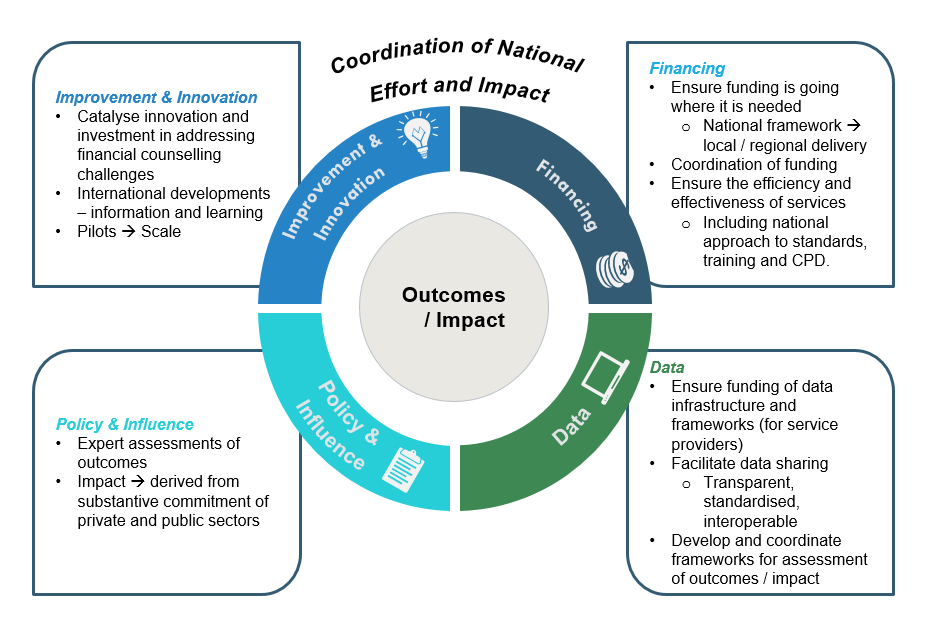 Coordination of National
Effort and Impact
Improvement & Innovation
• Catalyse innovation and
investment in addressing
financial counselling
challenges
• International developments
– information and learning
• Pilots → Scale
Financing
• Ensure funding is going
where it is needed
o National framework →
local / regional delivery
• Coordination of funding
• Ensure the efficiency and
effectiveness of services
o Including national
approach to standards,
training and CPD.
Improvement &
Innovation
Financing
Outcomes
/ Impact
Policy &
Influence
Data
Policy & Influence
• Expert assessments of
outcomes
• Impact → derived from
substantive commitment of
private and public sectors
Data
• Ensure funding of data
infrastructure and
frameworks (for service
providers)
• Facilitate data sharing
o Transparent,
standardised,
interoperable
• Develop and coordinate
frameworks for assessment
of outcomes / impact